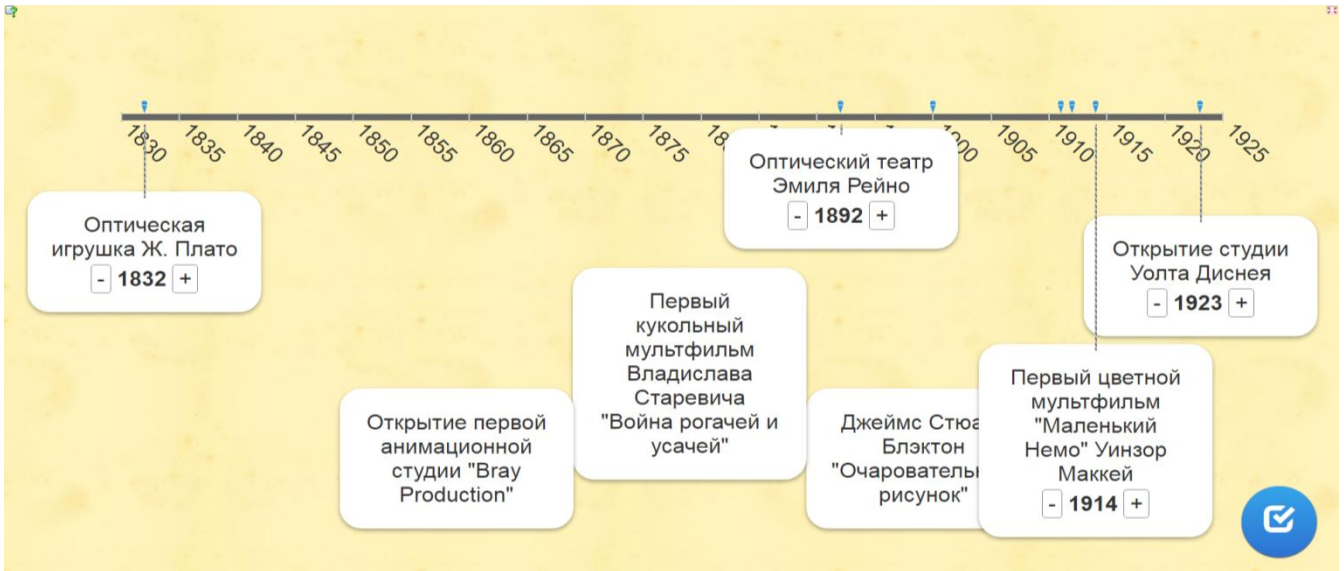 1830 1835 1840 1845 1850 1855 1860 1865 1870 1875 1900 1905 1910 1915 1920 1925
Оптический театр
Эмиля Рейно
- 1892 +
Оптическая
игрушка Ж. Плато
- 1832 +
Открытие студии
Уолта Диснея
- 1923 +
Первый
кукольный
мультфильм
Владислава
Старевича
"Война рогачей и
усачей"
Открытие первой
анимационной
студии "Bray
Production"
Джеймс
Блэктон
рисунок"
Первый цветной
мультфильм
"Маленький
Немо" Уинзор
Маккей
- 1914 +